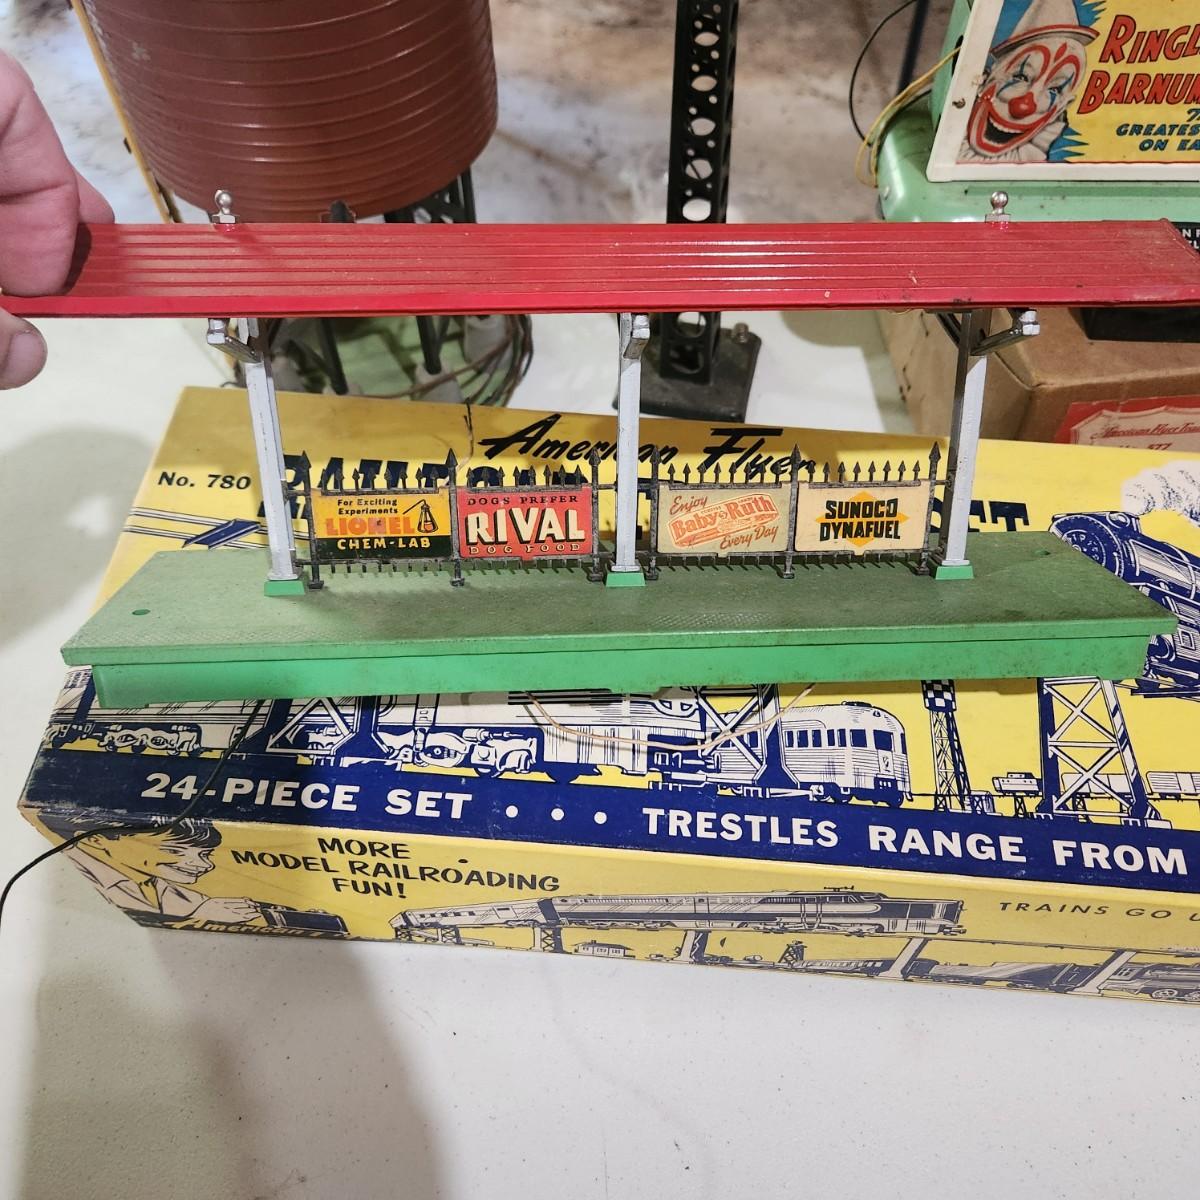 RINGL
BARNUM
GREATES
ON EA
American Flyer
No. 780
For Exciting
Experiments
LIONEL
CHEM-LAB
DOGS PREFER
RIVAL
DOG FOOD
Enjoy
Baby Ruth
Every Day
SUNOCO
DYNAFUEL
24-PIECE SET . . . TRESTLES RANGE FROM
MORE
MODEL RAILROADING
FUN!
TRAINS GO U
American